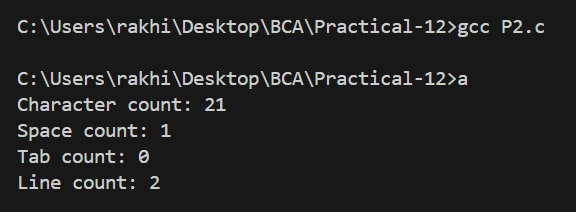 C:\Users\rakhi\Desktop\BCA\Practical-12>gcc P2.c
C:\Users\rakhi\Desktop\BCA\Practical-12>a
Character count: 21
Space count: 1
Tab count: 0
Line count: 2